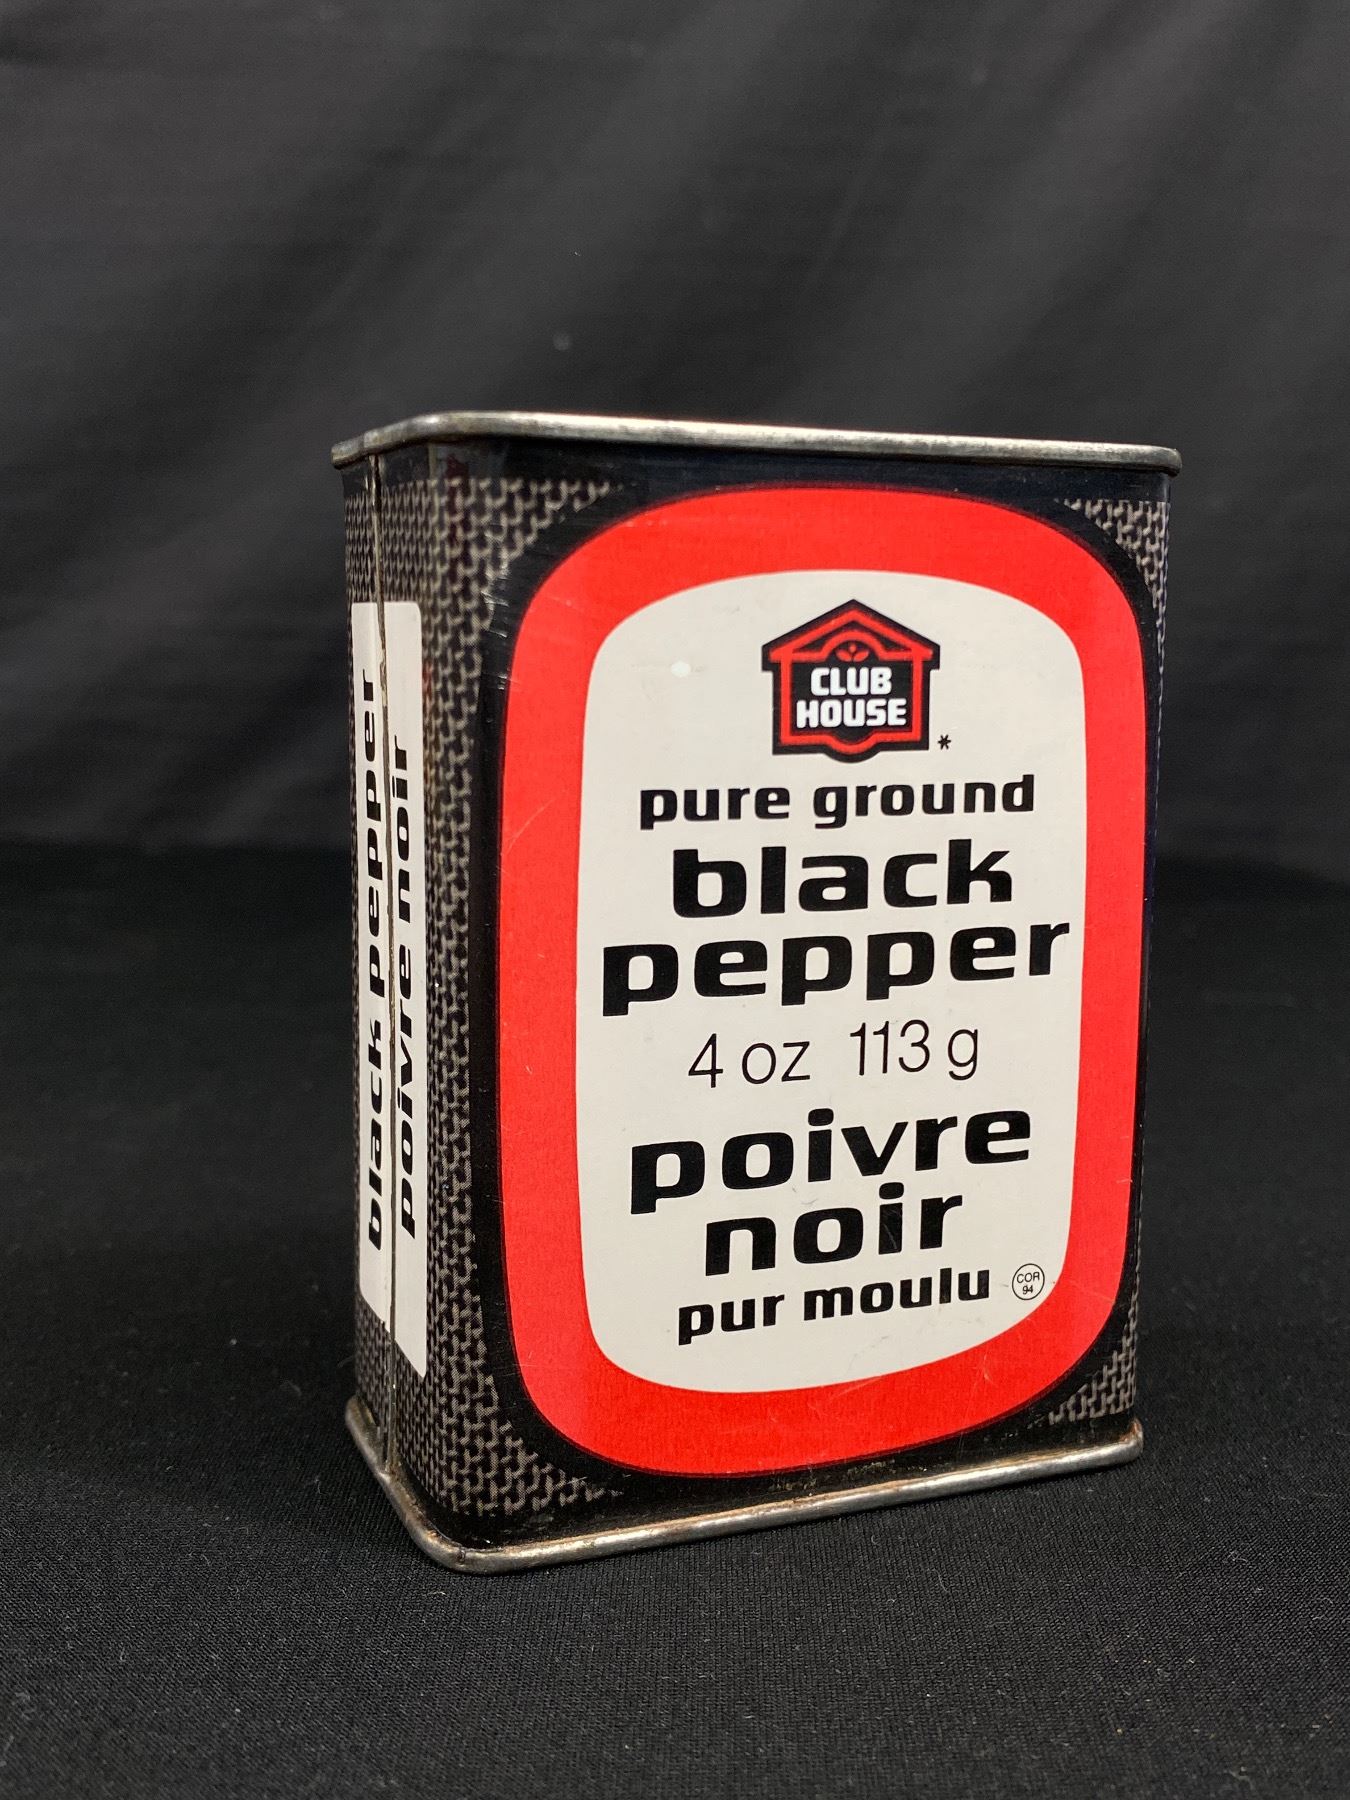 CLUB
HOUSE
*
pure ground
black
pepper
4 oz 113 g
poivre
noir
pur moulu
COR
94
black pepper
poivre noir